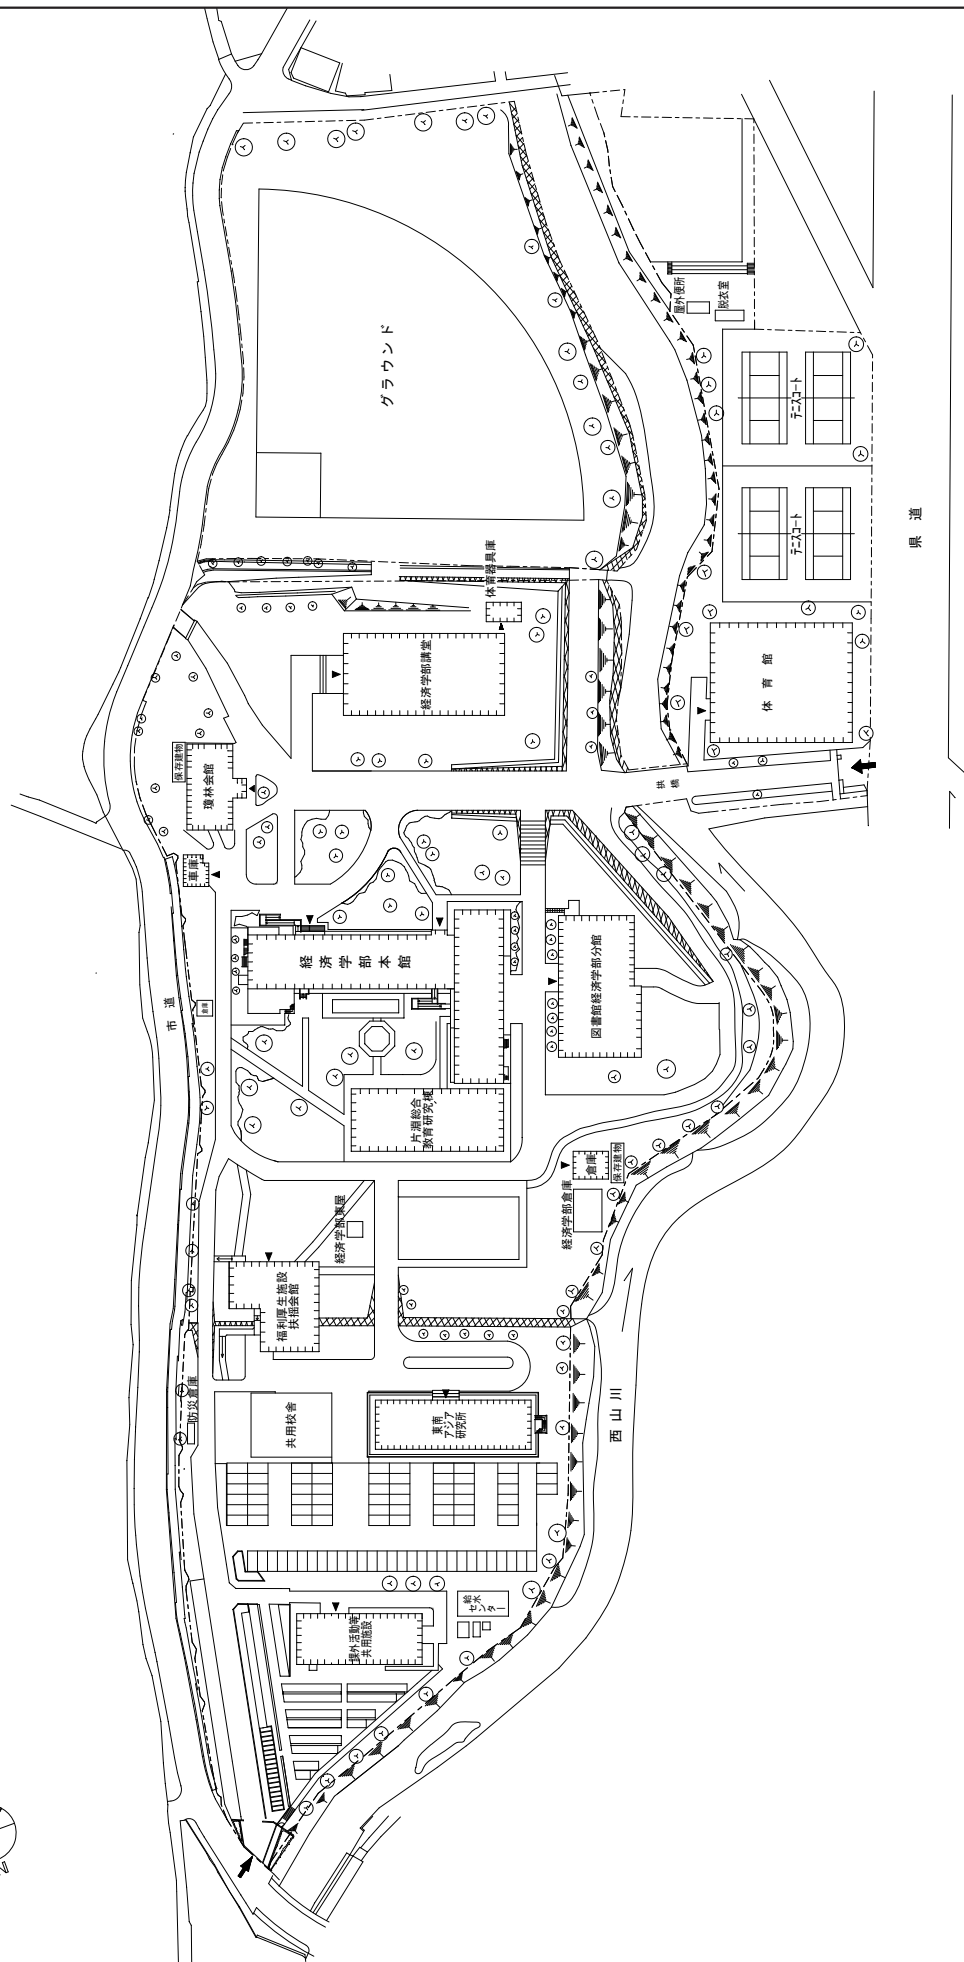 グラウンド
屋外便所
脱衣室
テニスコート
テニスコート
県道
体育器具庫
経済学部講堂
体育館
保存建物
瓊林会館
拱橋
車庫
経済学部本館
図書館経済学部分館
市道
倉庫
片淵総合
教育研究棟
倉庫
保存建物
経済学部倉庫
経済学部東屋
福利厚生施設
扶揺会館
防災倉庫
共用校舎
東南
アジア
研究所
西山川
給水
センター
課外活動等
共用施設